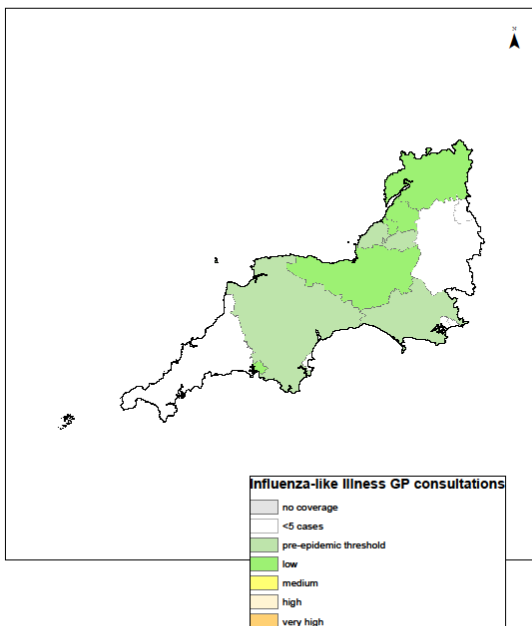 N
Influenza-like Illness GP consultations
no coverage
<5 cases
pre-epidemic threshold
low
medium
high
very high